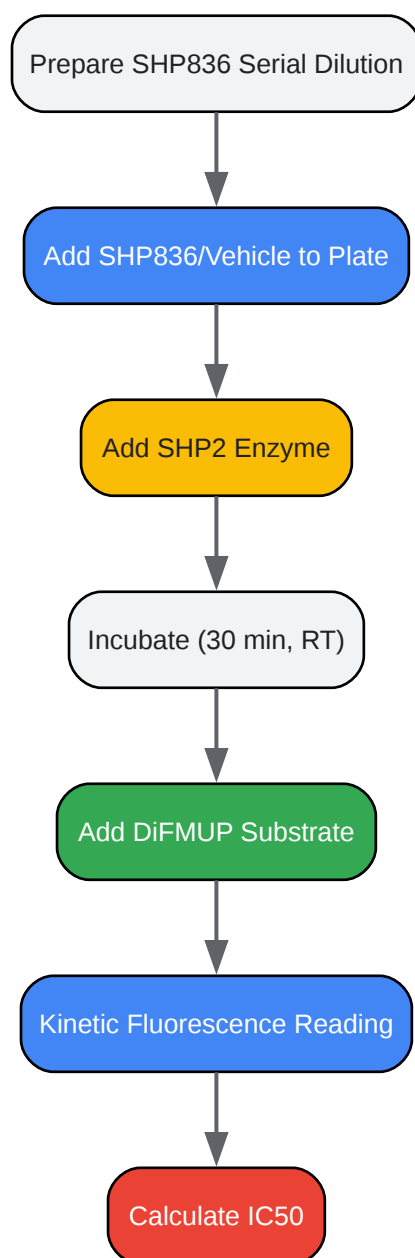 Prepare SHP836 Serial Dilution
Add SHP836/Vehicle to Plate
Add SHP2 Enzyme
Incubate (30 min, RT)
Add DiFMUP Substrate
Kinetic Fluorescence Reading
Calculate IC50